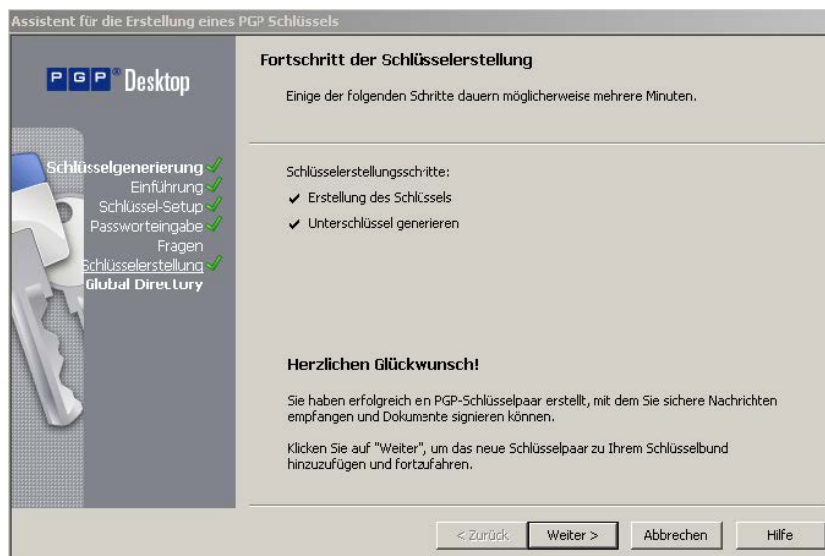 Assistent für die Erstellung eines PGP Schlüssels
PGP® Desktop
Schlüsselgenerierung
Einführung
Schlüssel-Setup
Passworteingabe
Fragen
Schlüsselerstellung
Global Directory
Fortschritt der Schlüsselerstellung
Einige der folgenden Schritte dauern möglicherweise mehrere Minuten.
Schlüsselerstellungsschritte:
Erstellung des Schlüssels
Unterschlüssel generieren
Herzlichen Glückwunsch!
Sie haben erfolgreich en PGP-Schlüsselpaar erstellt, mit dem Sie sichere Nachrichten
empfangen und Dokumente signieren können.
Klicken Sie auf "Weiter", um das neue Schlüsselpaar zu Ihrem Schlüsselbund
hinzuzufügen und fortzufahren.
< Zurück
Weiter >
Abbrechen
Hilfe